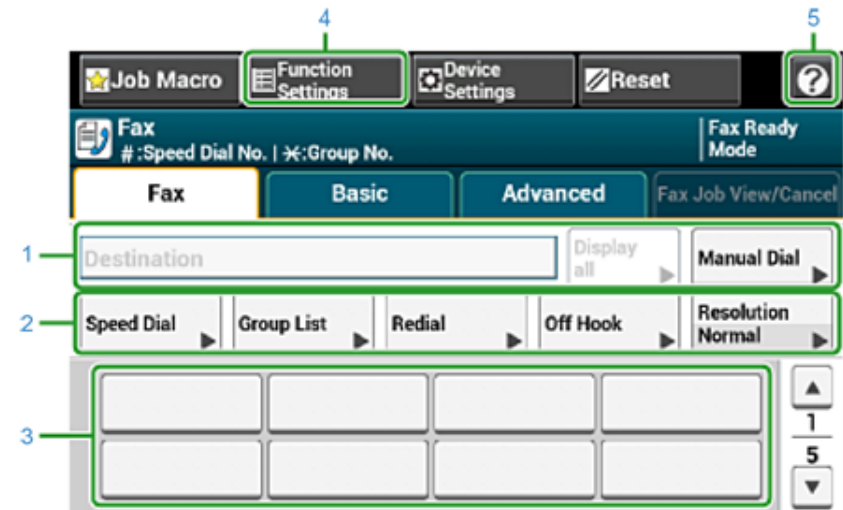 4 5
Job Macro Function Settings Device Settings Reset ?
Fax
#:Speed Dial No. | ✳:Group No. Fax Ready Mode
Fax Basic Advanced Fax Job View/Cancel
1 Destination Display all Manual Dial
2 Speed Dial Group List Redial Off Hook Resolution Normal
3
1
5